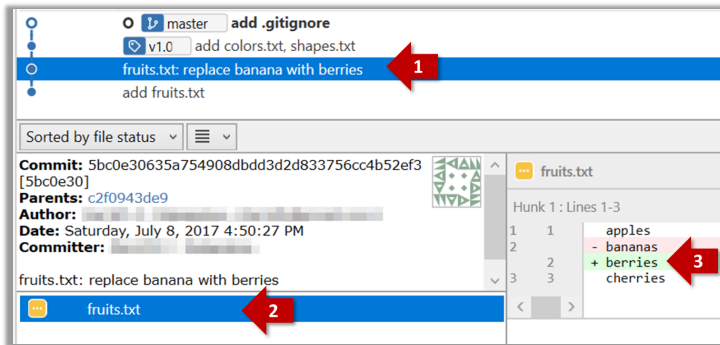 master add .gitignore
v1.0 add colors.txt, shapes.txt
fruits.txt: replace banana with berries
1
add fruits.txt
Sorted by file status
Commit: 5bc0e30635a754908dbdd3d2d833756cc4b52ef3
[5bc0e30]
Parents: c2f0943de9
Author:
Date: Saturday, July 8, 2017 4:50:27 PM
Committer:
fruits.txt: replace banana with berries
fruits.txt
2
fruits.txt
Hunk 1 : Lines 1-3
1 1 apples
2 - bananas
2 + berries
3
3 3 cherries